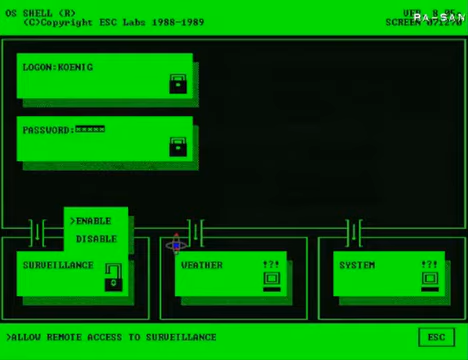 OS SHELL (R)
(C)Copyright ESC Labs 1988-1989
RA-SAN
SCREEN
LOGON:KOENIG
PASSWORD:
>ENABLE
DISABLE
SURVEILLANCE
WEATHER !?!
SYSTEM !?!
>ALLOW REMOTE ACCESS TO SURVEILLANCE
ESC